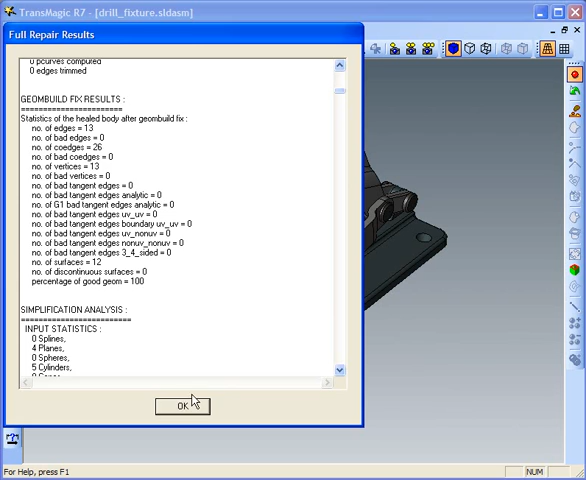 TransMagic R7 - [drill_fixture.sldasm]
Full Repair Results
0 pcurves computed
0 edges trimmed
GEOMBUILD FIX RESULTS :
=======================
Statistics of the healed body after geombuild fix :
no. of edges = 13
no. of bad edges = 0
no. of coedges = 26
no. of bad coedges = 0
no. of vertices = 13
no. of bad vertices = 0
no. of bad tangent edges = 0
no. of bad tangent edges analytic = 0
no. of G1 bad tangent edges analytic = 0
no. of bad tangent edges uv_uv = 0
no. of bad tangent edges boundary uv_uv = 0
no. of bad tangent edges uv_nonuv = 0
no. of bad tangent edges nonuv_nonuv = 0
no. of bad tangent edges 3_4_sided = 0
no. of surfaces = 12
no. of discontinuous surfaces = 0
percentage of good geom = 100
SIMPLIFICATION ANALYSIS :
=========================
INPUT STATISTICS :
0 Splines,
4 Planes,
0 Spheres,
5 Cylinders,
0 Cones,
OK
For Help, press F1
NUM